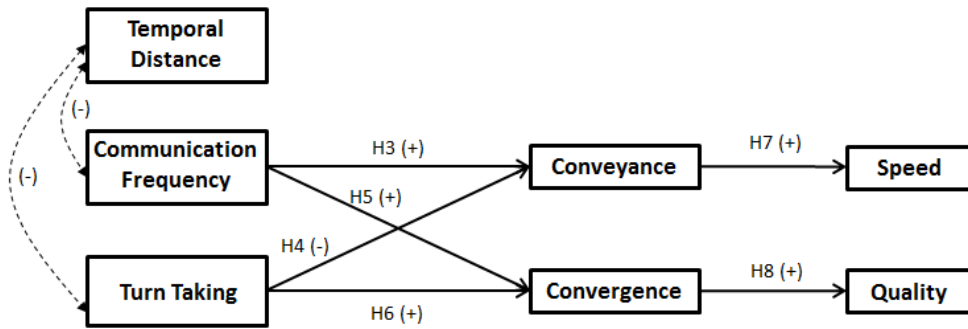 Temporal
Distance
(-)
Communication
Frequency
H3 (+)
Conveyance
H7 (+)
Speed
(-)
H5 (+)
H4 (-)
Turn Taking
H6 (+)
Convergence
H8 (+)
Quality